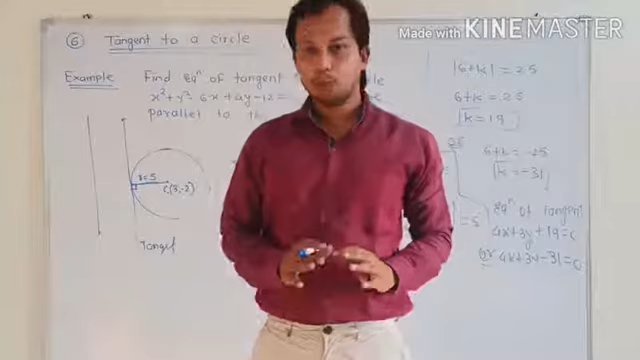 Made with KINEMASTER
6 Tangent to a circle
Example Find Eqn of tangent
x²+y²-6x+4y-12=
parallel to
r=5
C(3,-2)
Tangent
25
=5
|6+k| = 25
6+k = 25
k = 19
6+k = -25
k = -31
Eqn of tangent
4x+3y+19=0
or 4x+3y-31=0